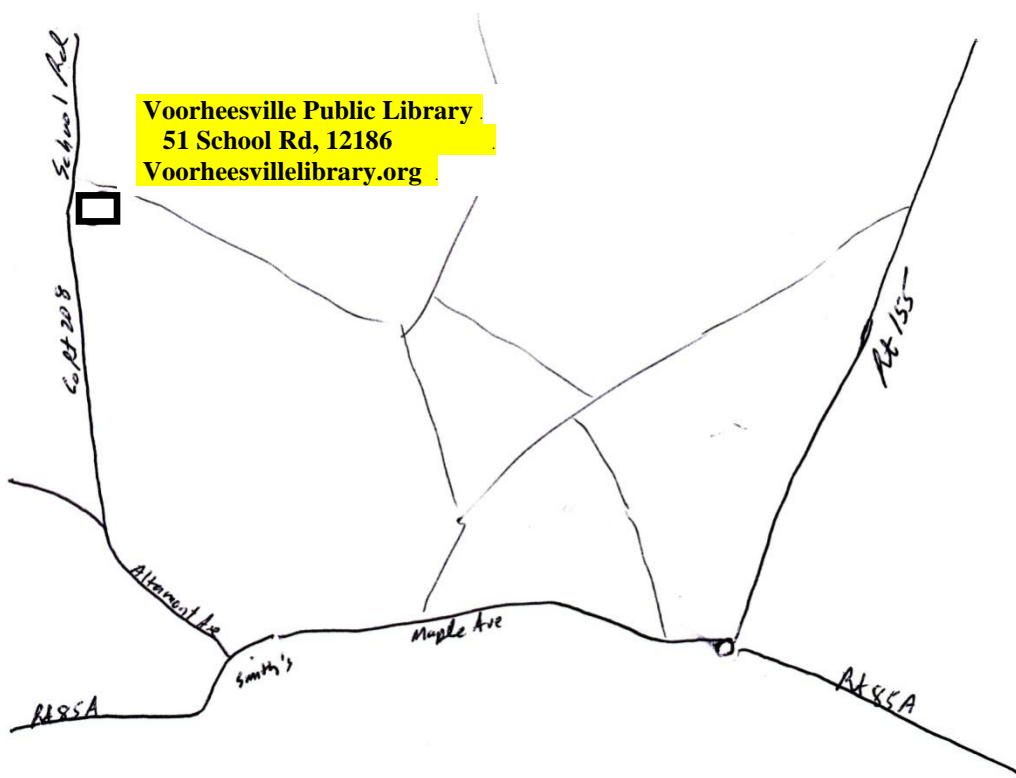 School Rd
Voorheesville Public Library
51 School Rd, 12186
Voorheesvillelibrary.org
Co Rt 208
Rt 155
Altamont Ave
Maple Ave
Smith's
Rt 85A
Rt 85A